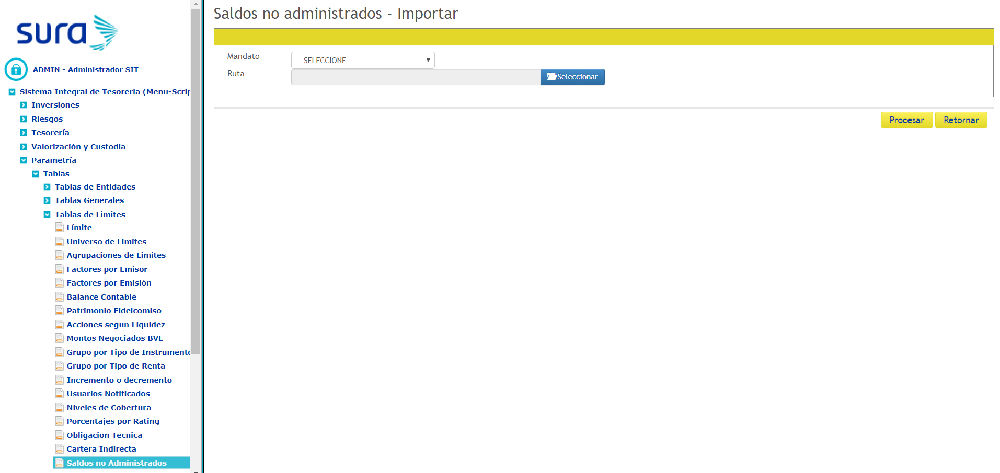 sura
ADMIN - Administrador SIT
Sistema Integral de Tesoreria (Menu-Scrip
Inversiones
Riesgos
Tesorería
Valorización y Custodia
Parametría
Tablas
Tablas de Entidades
Tablas Generales
Tablas de Limites
Límite
Universo de Limites
Agrupaciones de Limites
Factores por Emisor
Factores por Emisión
Balance Contable
Patrimonio Fideicomiso
Acciones segun Liquidez
Montos Negociados BVL
Grupo por Tipo de Instrumento
Grupo por Tipo de Renta
Incremento o decremento
Usuarios Notificados
Niveles de Cobertura
Porcentajes por Rating
Obligacion Tecnica
Cartera Indirecta
Saldos no Administrados
Saldos no administrados - Importar
Mandato
--SELECCIONE--
Ruta
Seleccionar
Procesar Retornar